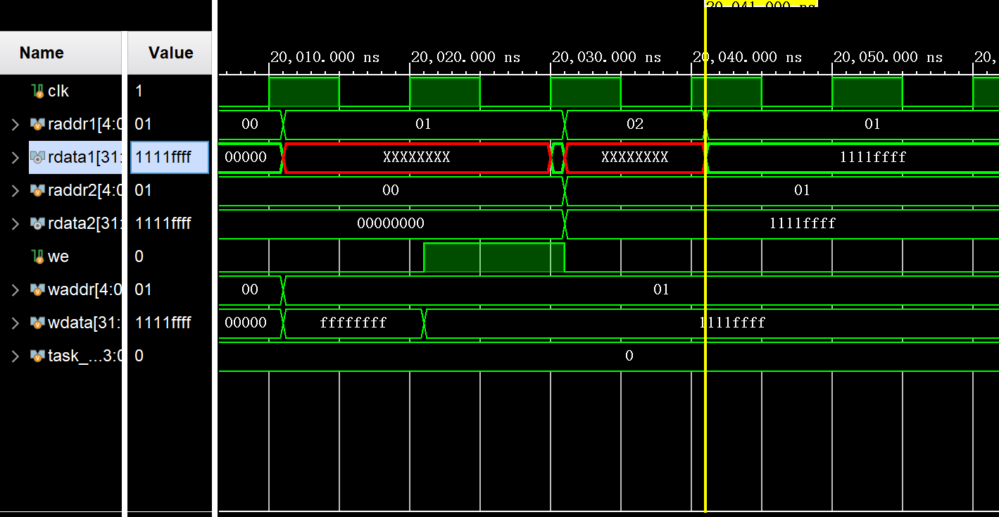 20,041.000 ns
Name Value
20,010.000 ns 20,020.000 ns 20,030.000 ns 20,040.000 ns 20,050.000 ns 20,
clk 1
raddr1[4:0 01 00 01 02 01
rdata1[31: 1111ffff 00000 XXXXXXXX XXXXXXXX 1111ffff
raddr2[4:0 01 00 01
rdata2[31: 1111ffff 00000000 1111ffff
we 0
waddr[4:0 01 00 01
wdata[31: 1111ffff 00000 ffffffff 1111ffff
task_...3:0 0 0